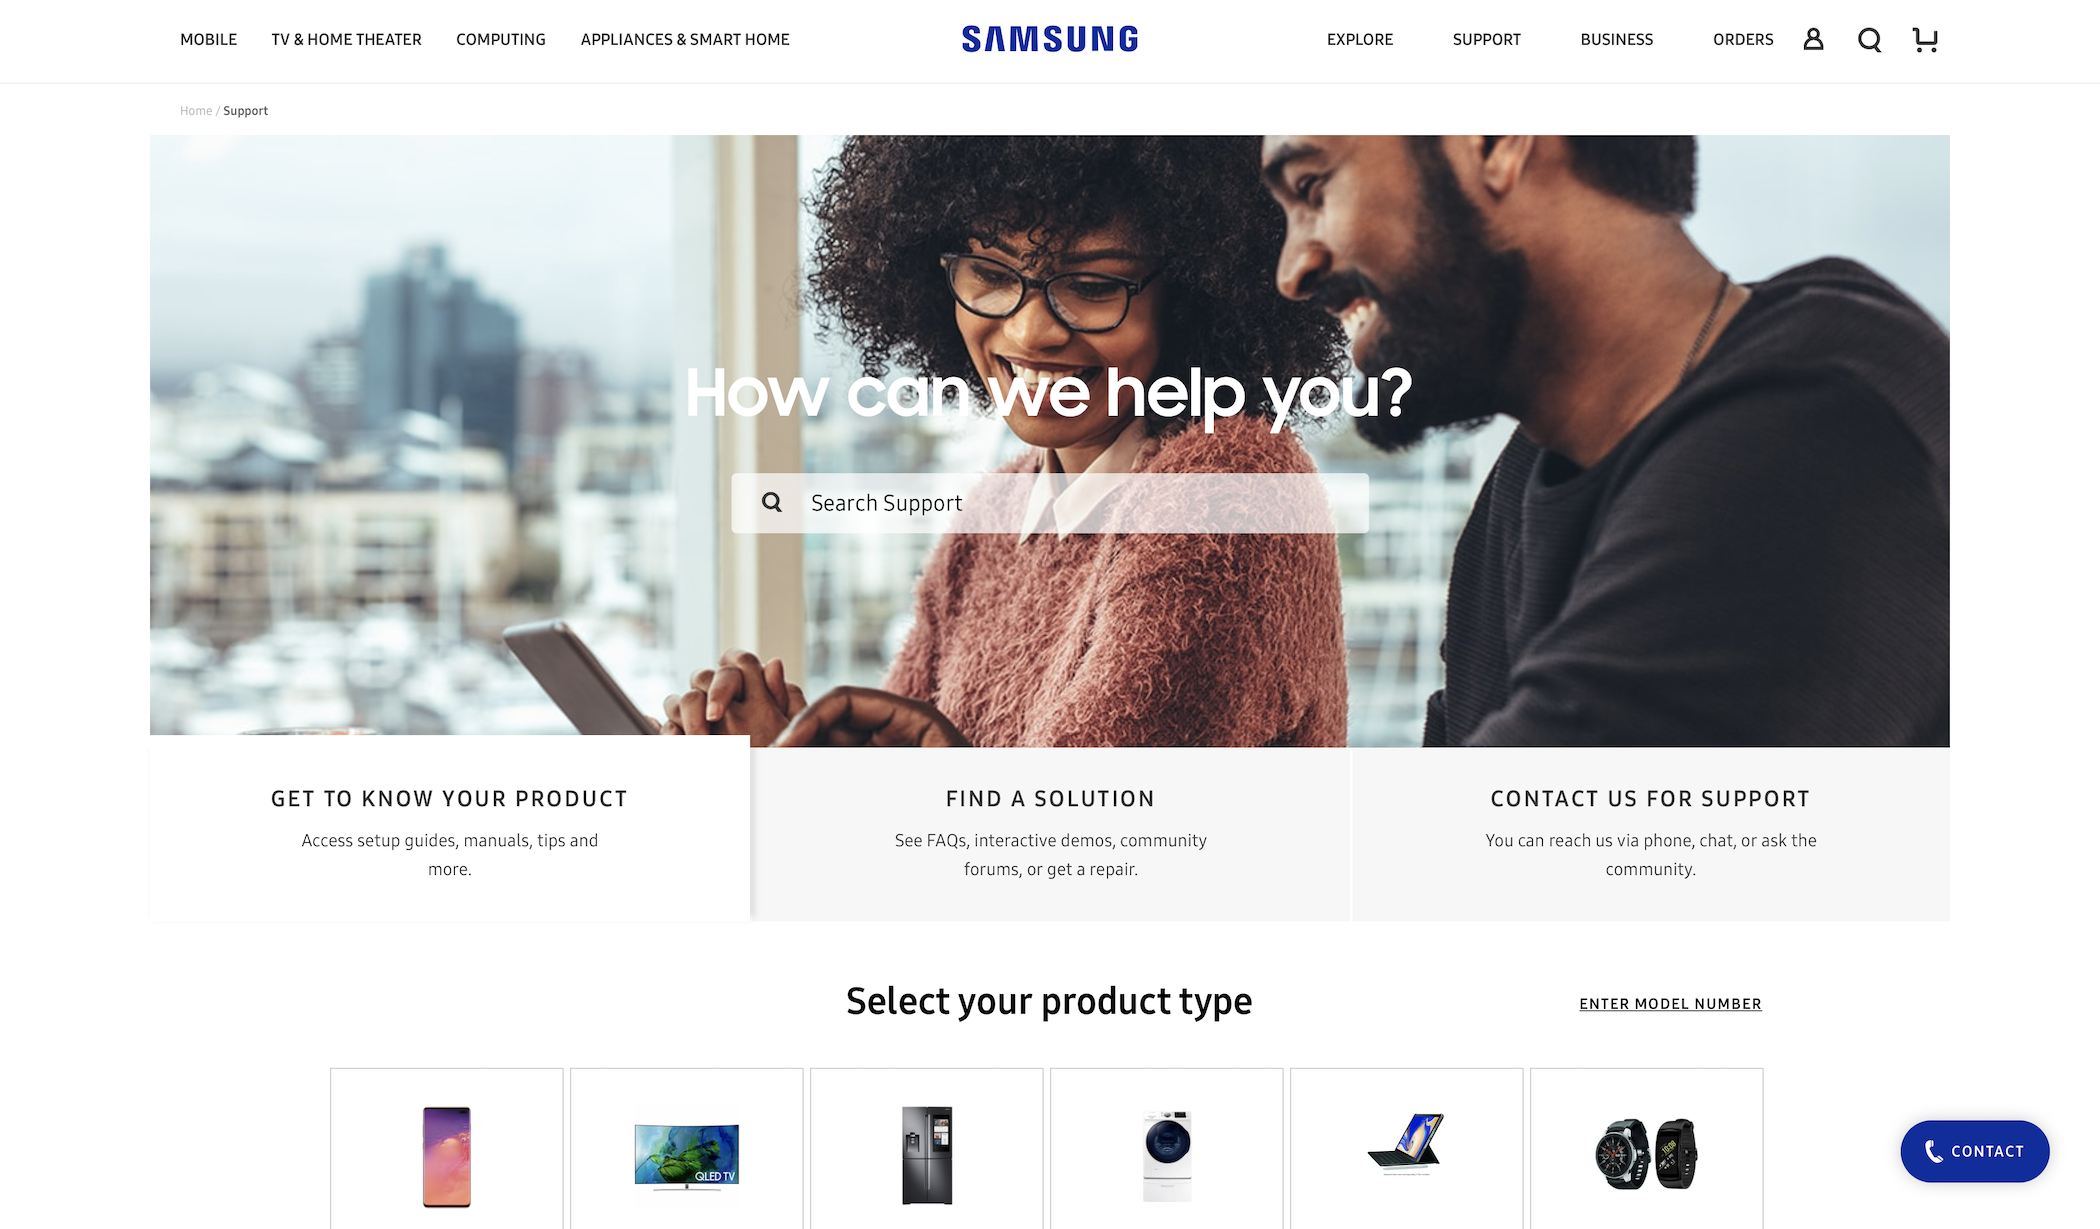 MOBILE TV & HOME THEATER COMPUTING APPLIANCES & SMART HOME SAMSUNG EXPLORE SUPPORT BUSINESS ORDERS
Home / Support
How can we help you?
Search Support
GET TO KNOW YOUR PRODUCT
Access setup guides, manuals, tips and
more.
FIND A SOLUTION
See FAQs, interactive demos, community
forums, or get a repair.
CONTACT US FOR SUPPORT
You can reach us via phone, chat, or ask the
community.
Select your product type
ENTER MODEL NUMBER
QLED TV
CONTACT